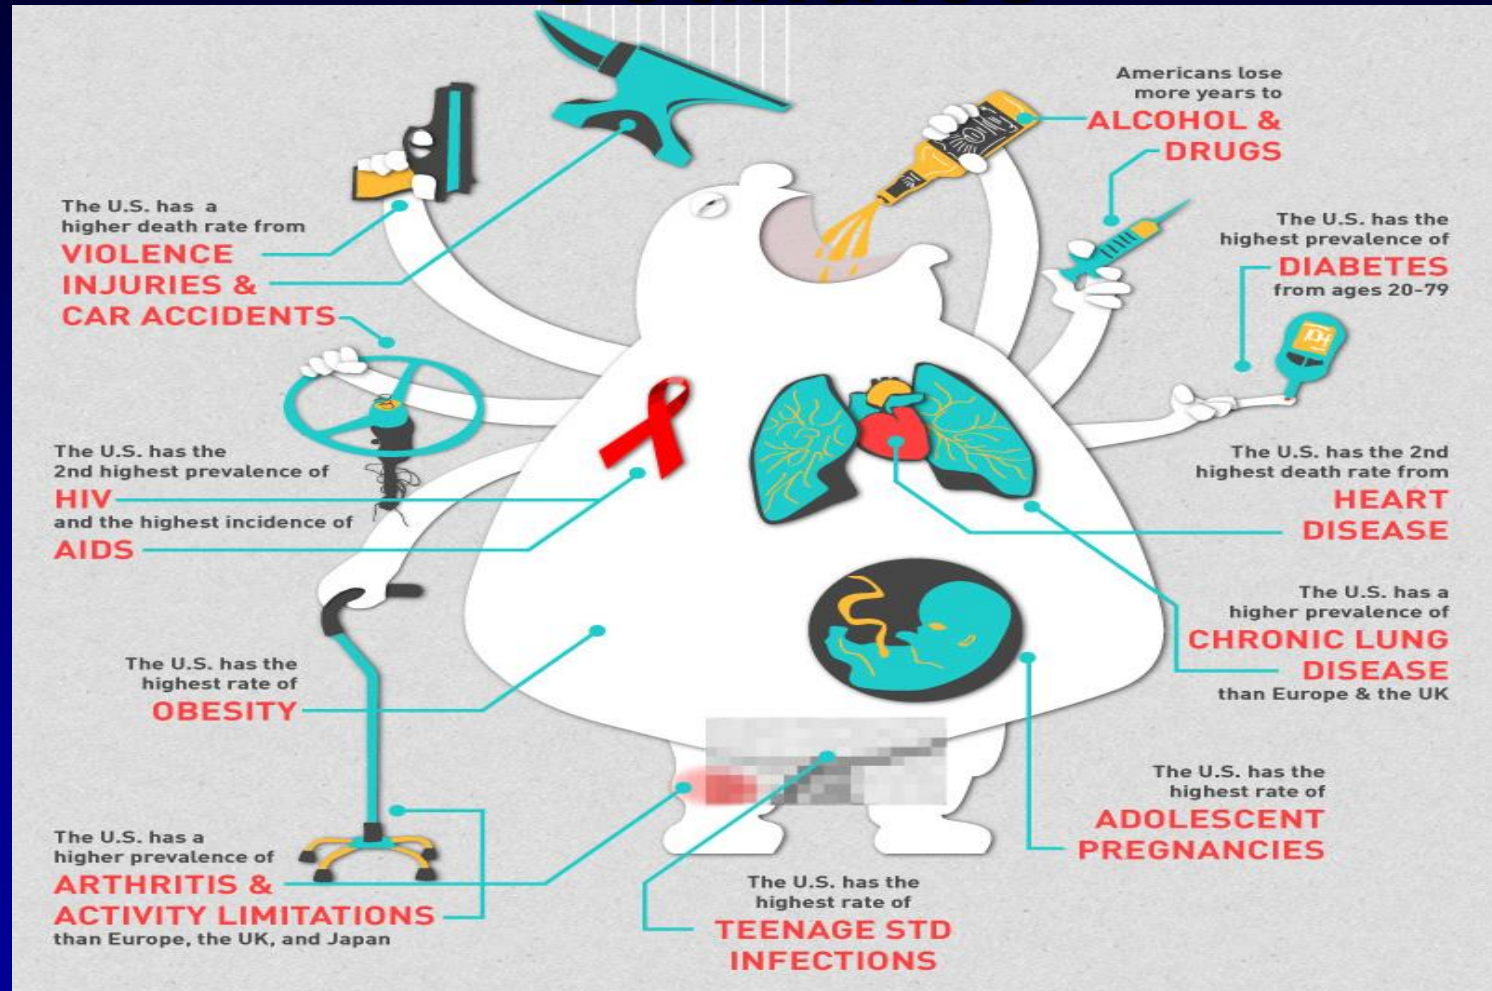 Americans lose
more years to
ALCOHOL &
DRUGS
The U.S. has a
higher death rate from
VIOLENCE
INJURIES &
CAR ACCIDENTS
The U.S. has the
highest prevalence of
DIABETES
from ages 20-79
The U.S. has the
2nd highest prevalence of
HIV
and the highest incidence of
AIDS
The U.S. has the 2nd
highest death rate from
HEART
DISEASE
The U.S. has a
higher prevalence of
CHRONIC LUNG
DISEASE
than Europe & the UK
The U.S. has the
highest rate of
OBESITY
The U.S. has the
highest rate of
ADOLESCENT
PREGNANCIES
The U.S. has a
higher prevalence of
ARTHRITIS &
ACTIVITY LIMITATIONS
than Europe, the UK, and Japan
The U.S. has the
highest rate of
TEENAGE STD
INFECTIONS